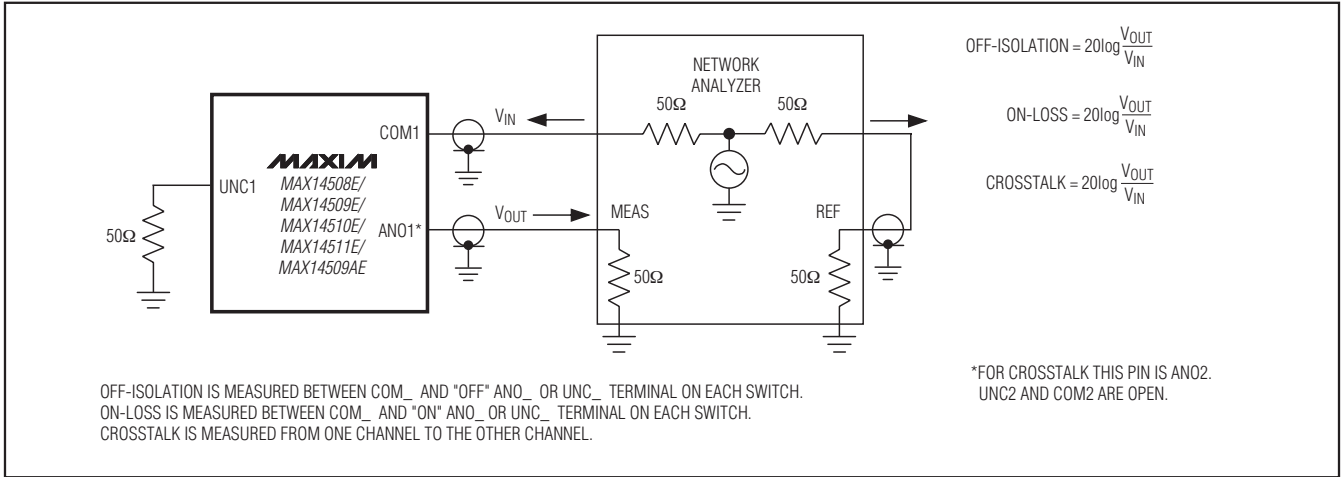 OFF-ISOLATION = 20log VOUT/VIN
NETWORK
ANALYZER
50Ω 50Ω
ON-LOSS = 20log VOUT/VIN
VIN
COM1
MAXIM
UNC1
MAX14508E/
MAX14509E/
MAX14510E/
MAX14511E/
MAX14509AE
CROSSTALK = 20log VOUT/VIN
VOUT
MEAS
REF
ANO1*
50Ω
50Ω
50Ω
OFF-ISOLATION IS MEASURED BETWEEN COM_ AND "OFF" ANO_ OR UNC_ TERMINAL ON EACH SWITCH.
ON-LOSS IS MEASURED BETWEEN COM_ AND "ON" ANO_ OR UNC_ TERMINAL ON EACH SWITCH.
CROSSTALK IS MEASURED FROM ONE CHANNEL TO THE OTHER CHANNEL.
*FOR CROSSTALK THIS PIN IS ANO2.
UNC2 AND COM2 ARE OPEN.